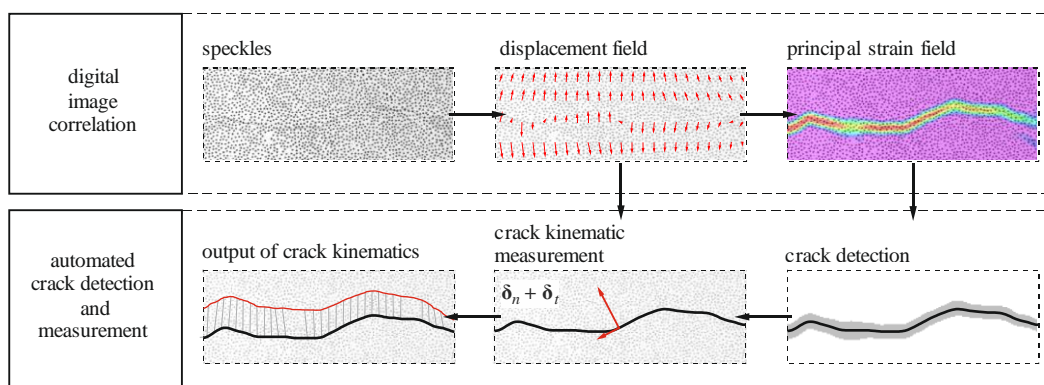 digital
image
correlation
speckles
displacement field
principal strain field
automated
crack detection
and
measurement
output of crack kinematics
crack kinematic
measurement
δn + δt
crack detection